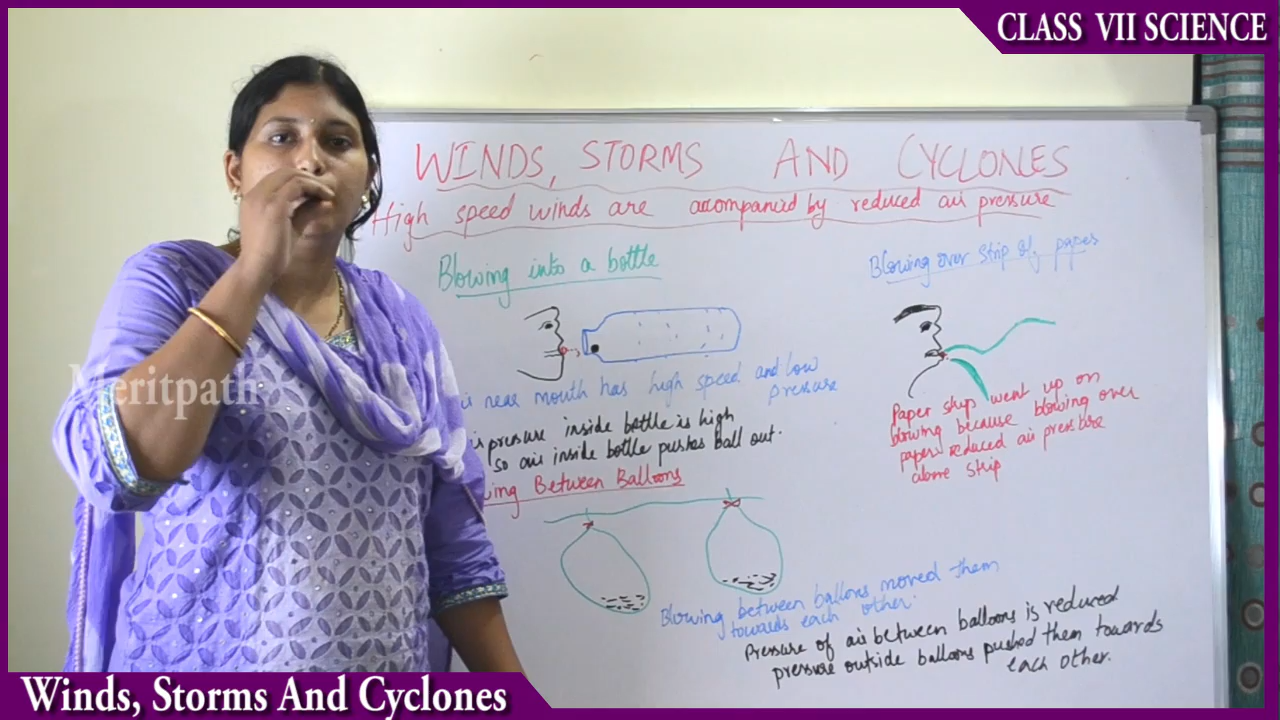 CLASS VII SCIENCE
WINDS, STORMS AND CYCLONES
High speed winds are accompanied by reduced air pressure
Blowing into a bottle
near mouth has high speed and low
pressure
pressure inside bottle is high
so air inside bottle pushes ball out.
Between Balloons
Blowing between balloons moved them
towards each other.
Pressure of air between balloons is reduced
pressure outside balloons pushed them towards
each other.
Blowing over strip of paper
Paper strip went up on
blowing because blowing over
paper reduced air pressure
above strip
Meritpath
Winds, Storms And Cyclones